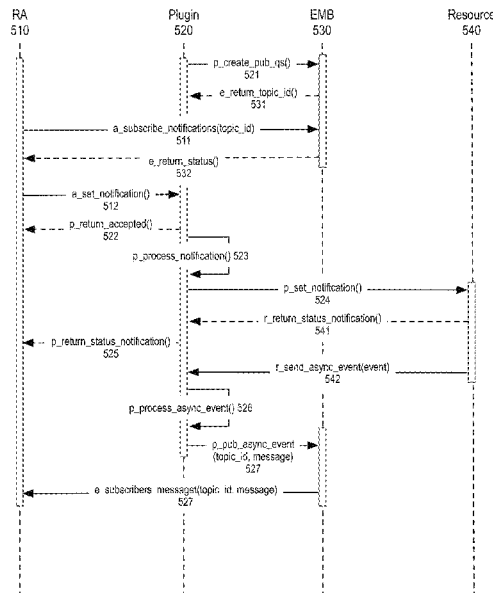 RA Plugin EMB Resource
510 520 530 540
p_create_pub_qs()
521
e_return_topic_id()
531
a_subscribe_notifications(topic_id)
511
e_return_status()
532
a_set_notification()
512
p_return_accepted()
522
p_process_notification() 523
p_set_notification()
524
r_return_status_notification()
541
p_return_status_notification()
525
r_send_async_event(event)
542
p_process_async_event() 526
p_pub_async_event
(topic_id, message)
527
e_subscribers_message(topic_id, message)
527